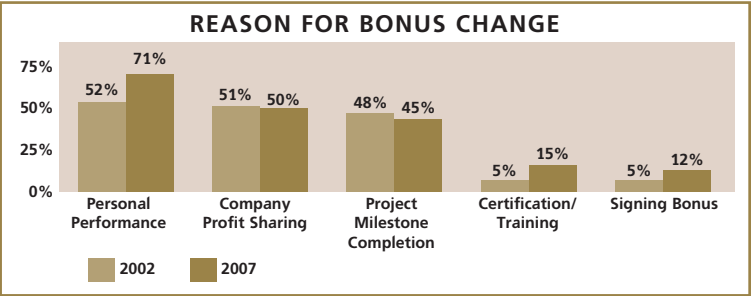 REASON FOR BONUS CHANGE
75%
50%
25%
0%
52%
71%
51%
50%
48%
45%
5%
15%
5%
12%
Personal
Performance
Company
Profit Sharing
Project
Milestone
Completion
Certification/
Training
Signing Bonus
2002
2007